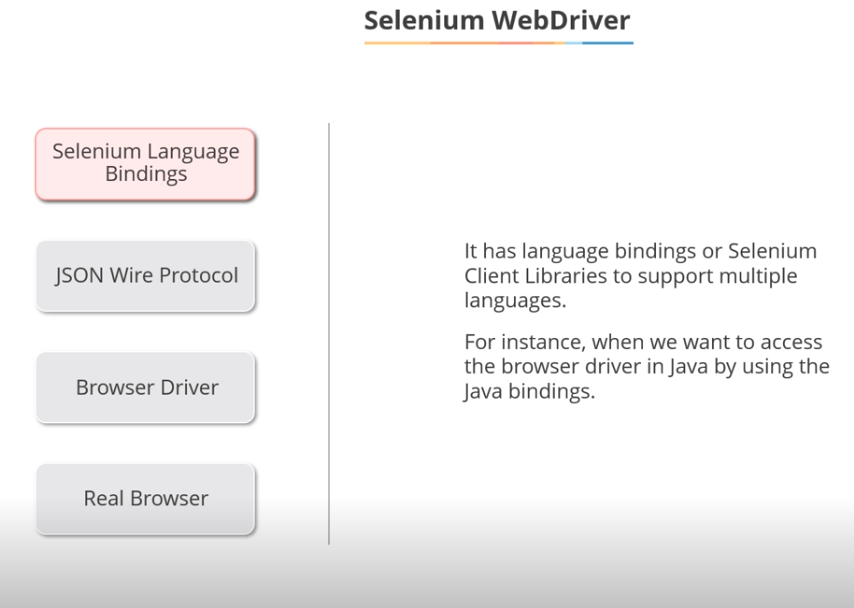 Selenium WebDriver
Selenium Language
Bindings
JSON Wire Protocol
Browser Driver
Real Browser
It has language bindings or Selenium
Client Libraries to support multiple
languages.
For instance, when we want to access
the browser driver in Java by using the
Java bindings.